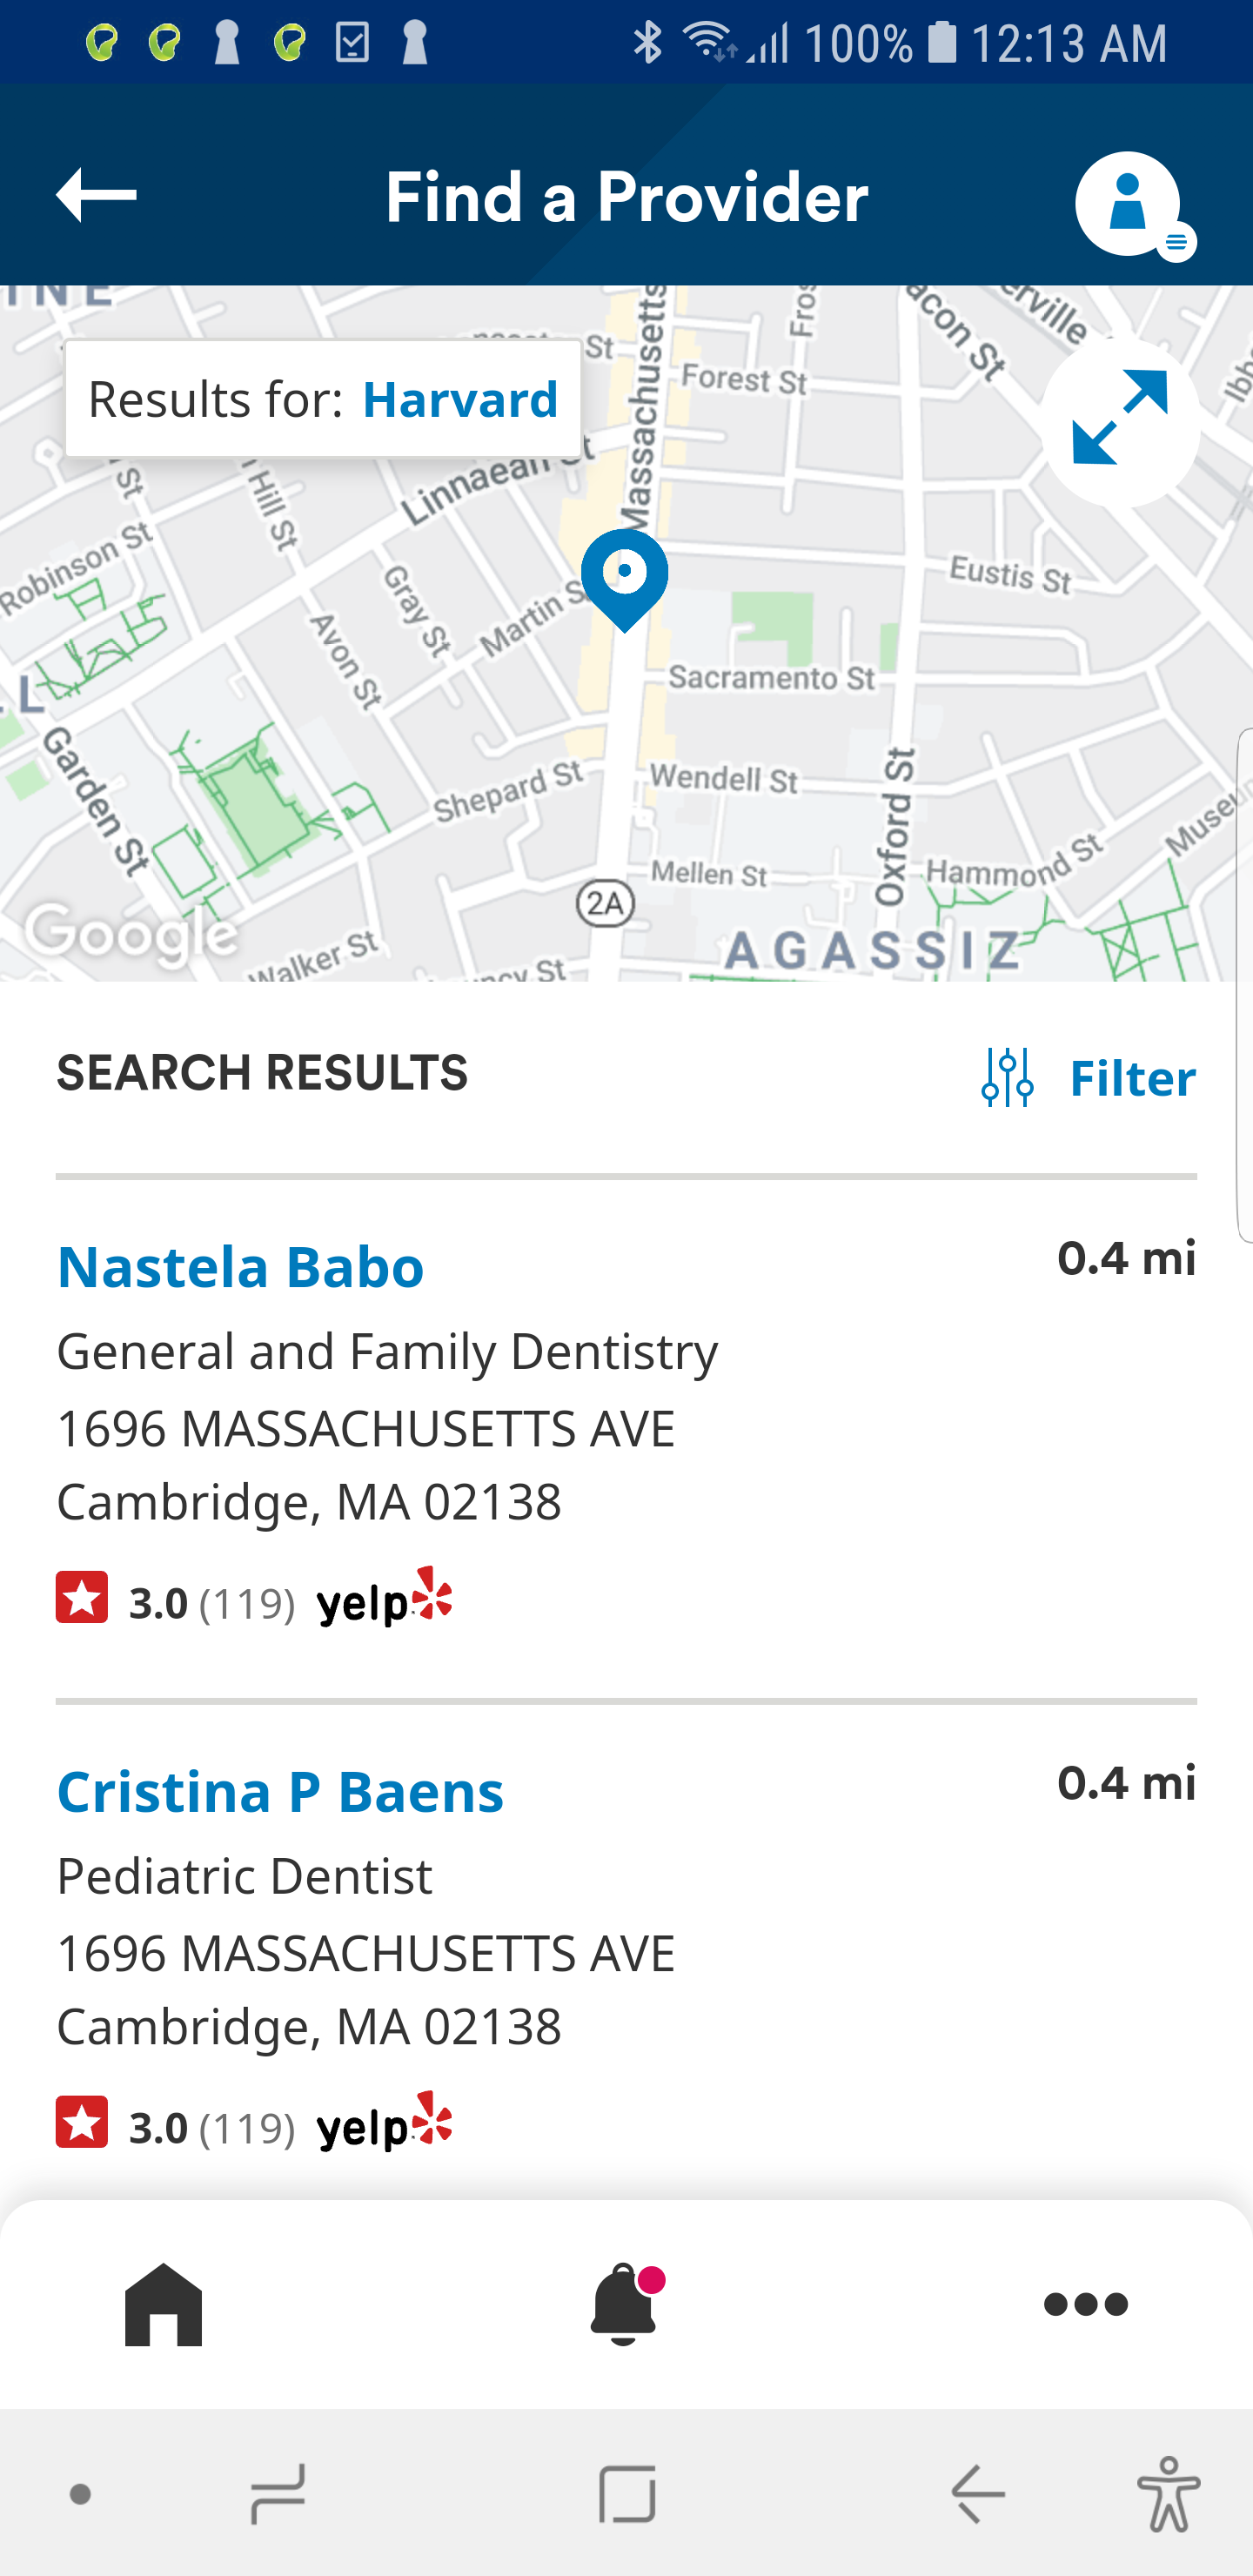 100% 12:13 AM
Find a Provider
Results for: Harvard
St
Massachusetts
Forest St
Linnaean St
Hill St
St
Robinson St
Gray St
Martin St
Avon St
Eustis St
Sacramento St
Garden St
Shepard St
Wendell St
Oxford St
Mellen St
Hammond St
2A
AGASSIZ
Google
Walker St
St
SEARCH RESULTS
Filter
Nastela Babo
0.4 mi
General and Family Dentistry
1696 MASSACHUSETTS AVE
Cambridge, MA 02138
3.0 (119) yelp
Cristina P Baens
0.4 mi
Pediatric Dentist
1696 MASSACHUSETTS AVE
Cambridge, MA 02138
3.0 (119) yelp